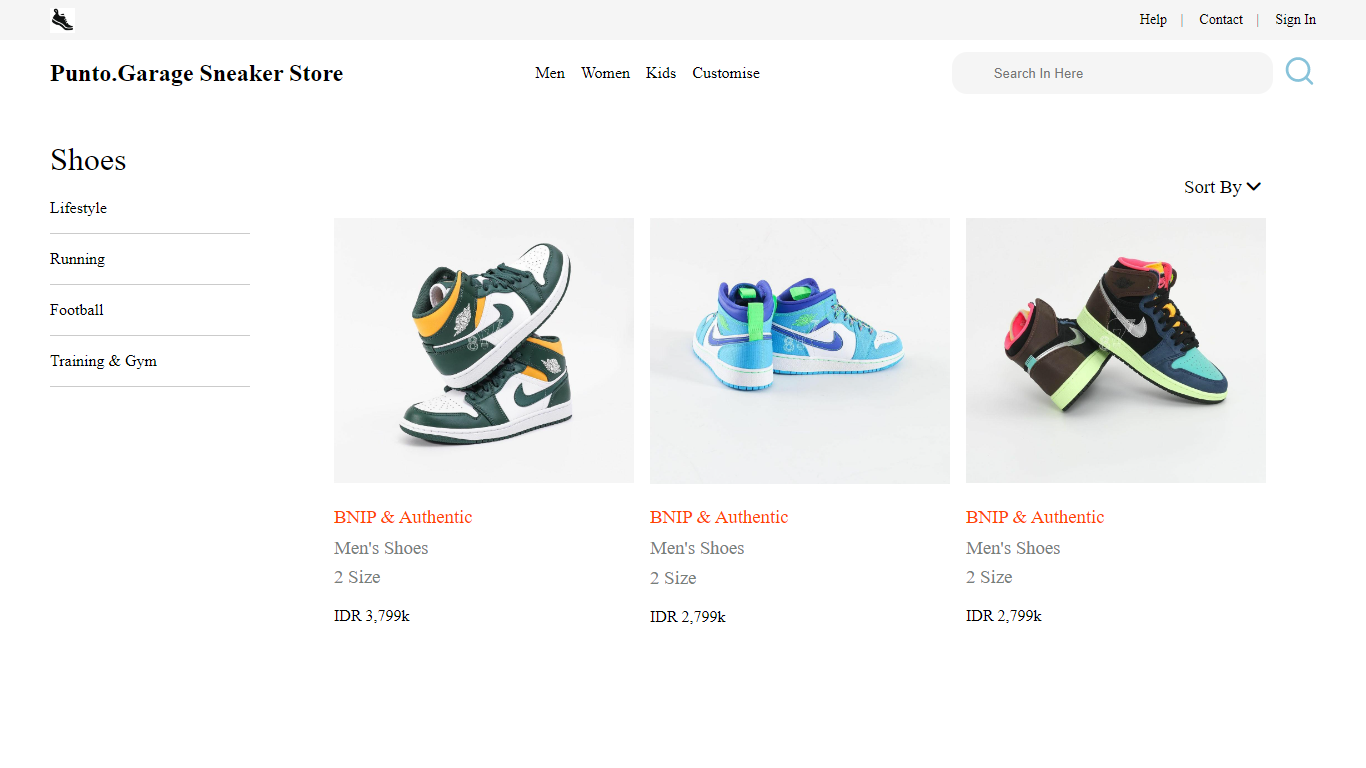 Help | Contact | Sign In
Punto.Garage Sneaker Store
Men Women Kids Customise
Search In Here
Shoes
Sort By
Lifestyle
Running
Football
Training & Gym
BNIP & Authentic
Men's Shoes
2 Size
IDR 3,799k
BNIP & Authentic
Men's Shoes
2 Size
IDR 2,799k
BNIP & Authentic
Men's Shoes
2 Size
IDR 2,799k